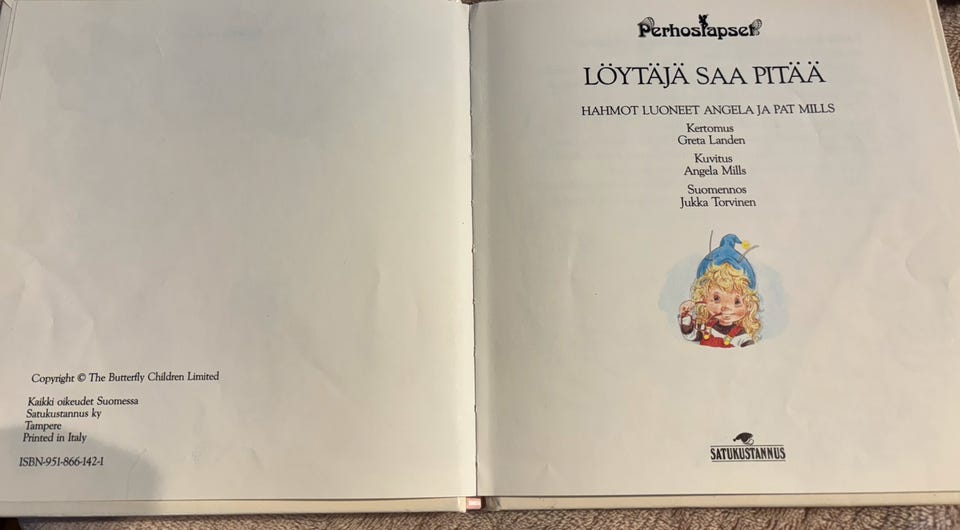 Copyright © The Butterfly Children Limited
Kaikki oikeudet Suomessa
Satukustannus ky
Tampere
Printed in Italy
ISBN-951-866-142-1
Perhoslapset
LÖYTÄJÄ SAA PITÄÄ
HAHMOT LUONEET ANGELA JA PAT MILLS
Kertomus
Greta Landen
Kuvitus
Angela Mills
Suomennos
Jukka Torvinen
SATUKUSTANNUS